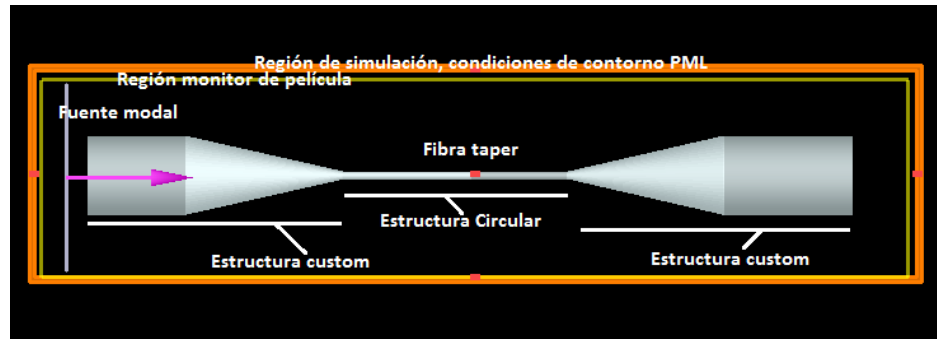 Región de simulación, condiciones de contorno PML
Región monitor de película
Fuente modal
Fibra taper
Estructura Circular
Estructura custom
Estructura custom